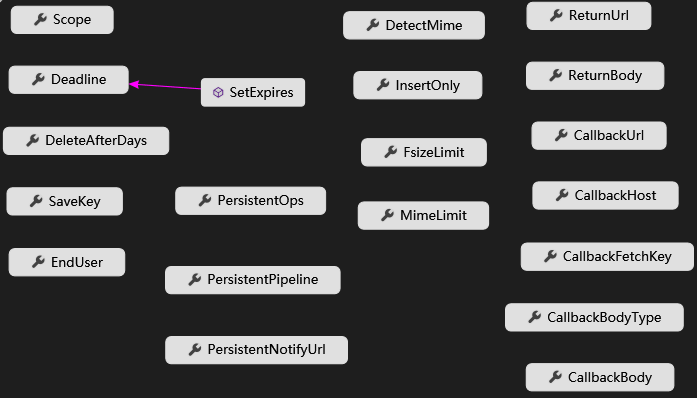 Scope
Deadline
SetExpires
DeleteAfterDays
SaveKey
EndUser
PersistentOps
PersistentPipeline
PersistentNotifyUrl
DetectMime
InsertOnly
FsizeLimit
MimeLimit
ReturnUrl
ReturnBody
CallbackUrl
CallbackHost
CallbackFetchKey
CallbackBodyType
CallbackBody